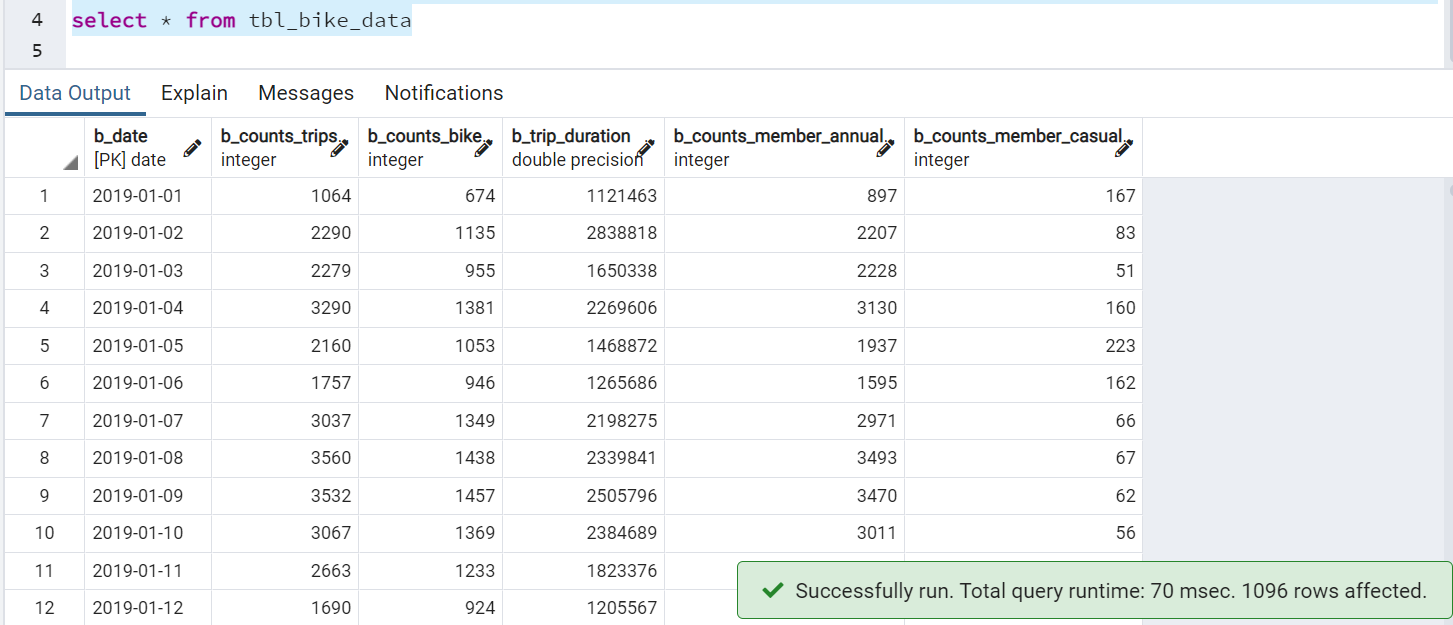 4 select * from tbl_bike_data
5
Data Output Explain Messages Notifications
b_date b_counts_trips b_counts_bike b_trip_duration b_counts_member_annual b_counts_member_casual
[PK] date integer integer double precision integer integer
1 2019-01-01 1064 674 1121463 897 167
2 2019-01-02 2290 1135 2838818 2207 83
3 2019-01-03 2279 955 1650338 2228 51
4 2019-01-04 3290 1381 2269606 3130 160
5 2019-01-05 2160 1053 1468872 1937 223
6 2019-01-06 1757 946 1265686 1595 162
7 2019-01-07 3037 1349 2198275 2971 66
8 2019-01-08 3560 1438 2339841 3493 67
9 2019-01-09 3532 1457 2505796 3470 62
10 2019-01-10 3067 1369 2384689 3011 56
11 2019-01-11 2663 1233 1823376
12 2019-01-12 1690 924 1205567
Successfully run. Total query runtime: 70 msec. 1096 rows affected.